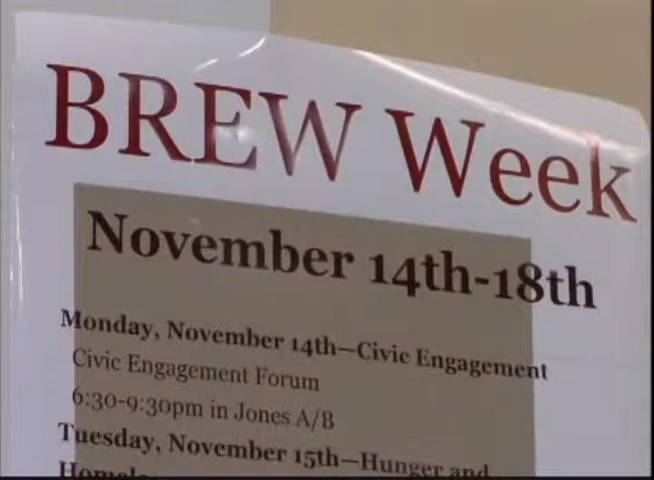 BREW Week
November 14th-18th
Monday, November 14th—Civic Engagement
Civic Engagement Forum
6:30-9:30pm in Jones A/B
Tuesday, November 15th—Hunger and